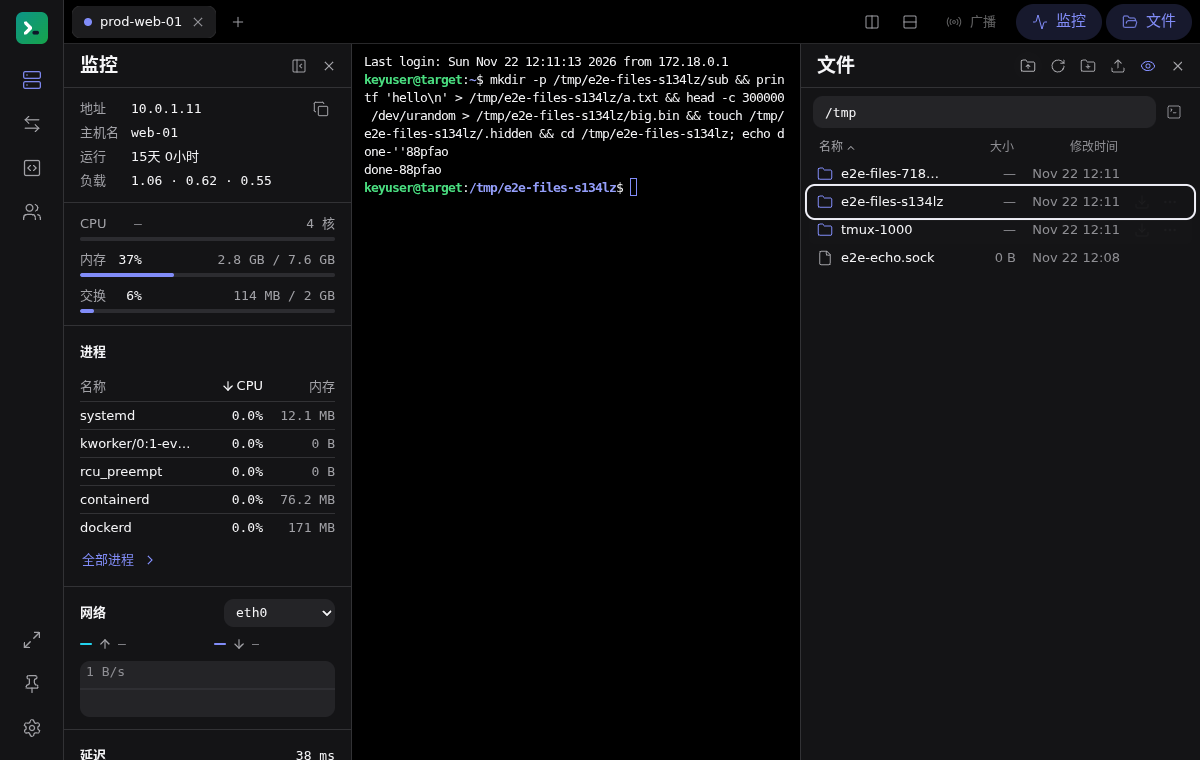 prod-web-01
广播
监控
文件
监控
地址 10.0.1.11
主机名 web-01
运行 15天 0小时
负载 1.06 · 0.62 · 0.55
CPU — 4 核
内存 37% 2.8 GB / 7.6 GB
交换 6% 114 MB / 2 GB
进程
名称 CPU 内存
systemd 0.0% 12.1 MB
kworker/0:1-ev… 0.0% 0 B
rcu_preempt 0.0% 0 B
containerd 0.0% 76.2 MB
dockerd 0.0% 171 MB
全部进程
网络 eth0
— —
1 B/s
延迟 38 ms
Last login: Sun Nov 22 12:11:13 2026 from 172.18.0.1
keyuser@target:~$ mkdir -p /tmp/e2e-files-s134lz/sub && prin
tf 'hello\n' > /tmp/e2e-files-s134lz/a.txt && head -c 300000
/dev/urandom > /tmp/e2e-files-s134lz/big.bin && touch /tmp/
e2e-files-s134lz/.hidden && cd /tmp/e2e-files-s134lz; echo d
one-''88pfao
done-88pfao
keyuser@target:/tmp/e2e-files-s134lz$
文件
/tmp
名称 大小 修改时间
e2e-files-718… — Nov 22 12:11
e2e-files-s134lz — Nov 22 12:11
tmux-1000 — Nov 22 12:11
e2e-echo.sock 0 B Nov 22 12:08